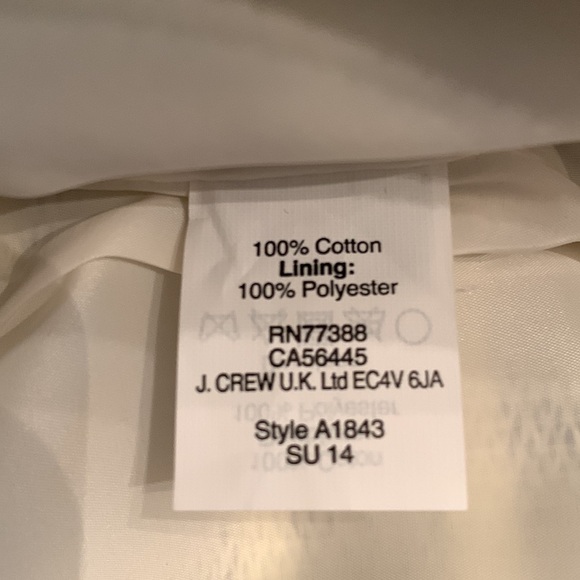 100% Cotton
Lining:
100% Polyester
RN77388
CA56445
J. CREW U.K. Ltd EC4V 6JA
Style A1843
SU 14